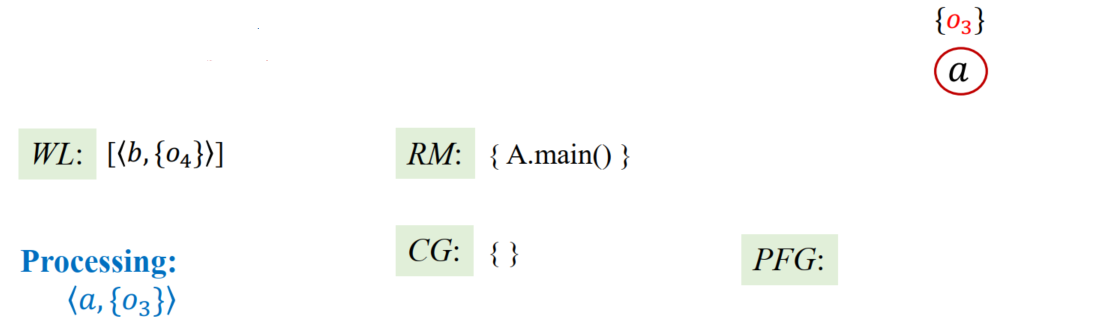 {o₃}
a
WL: [⟨b, {o₄}⟩]
RM: { A.main() }
CG: { }
PFG:
Processing:
⟨a, {o₃}⟩